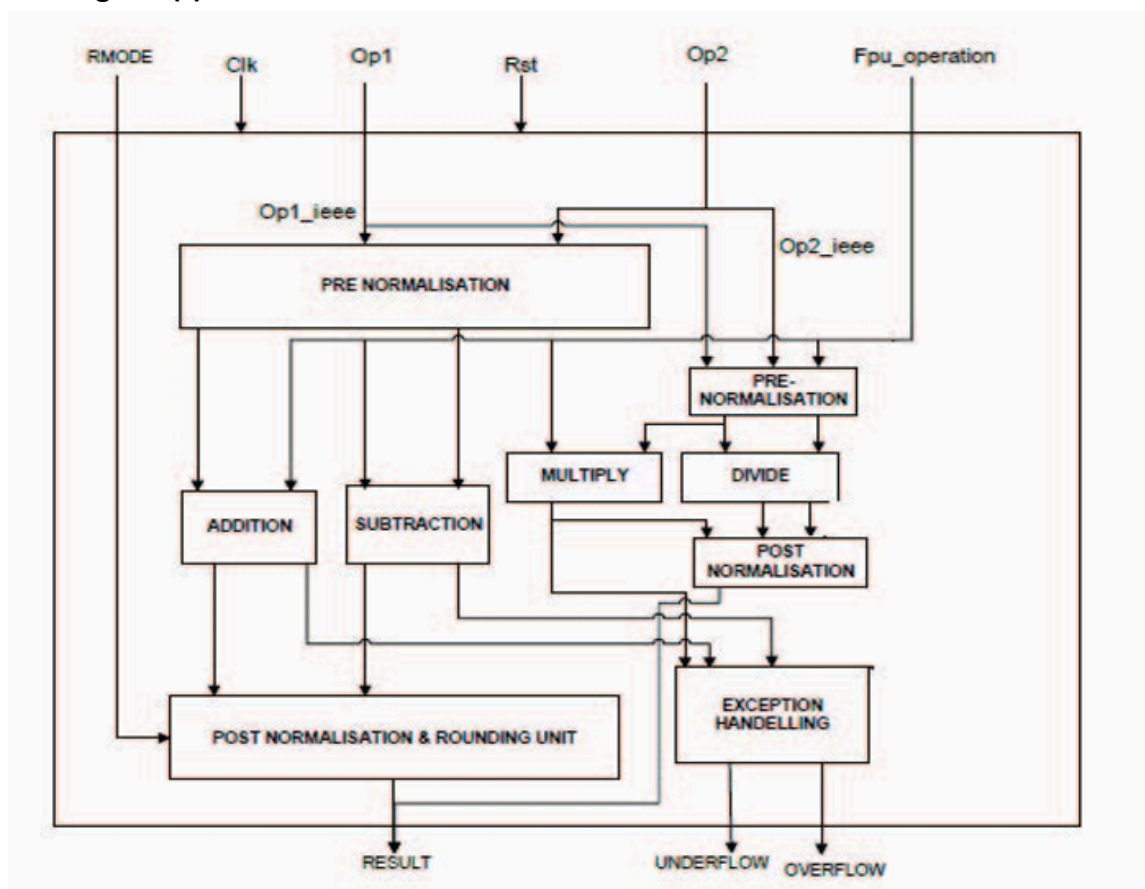 RMODE
Clk
Op1
Rst
Op2
Fpu_operation
Op1_ieee
Op2_ieee
PRE NORMALISATION
PRE-
NORMALISATION
MULTIPLY
DIVIDE
ADDITION
SUBTRACTION
POST
NORMALISATION
EXCEPTION
HANDELLING
POST NORMALISATION & ROUNDING UNIT
RESULT
UNDERFLOW
OVERFLOW